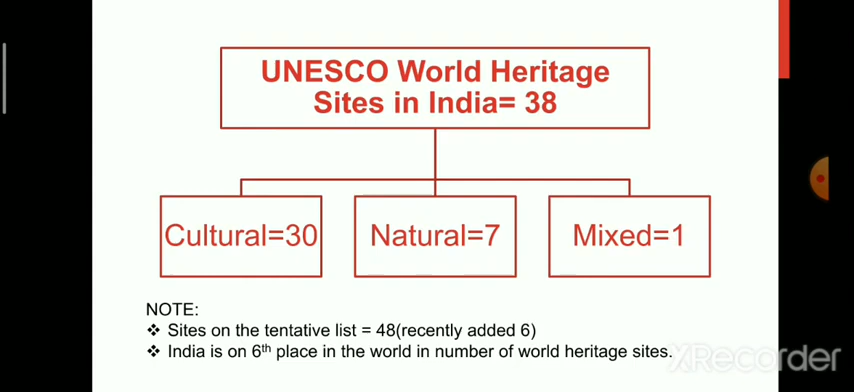 UNESCO World Heritage
Sites in India= 38
Cultural=30
Natural=7
Mixed=1
NOTE:
❖ Sites on the tentative list = 48(recently added 6)
❖ India is on 6th place in the world in number of world heritage sites.
XRecorder